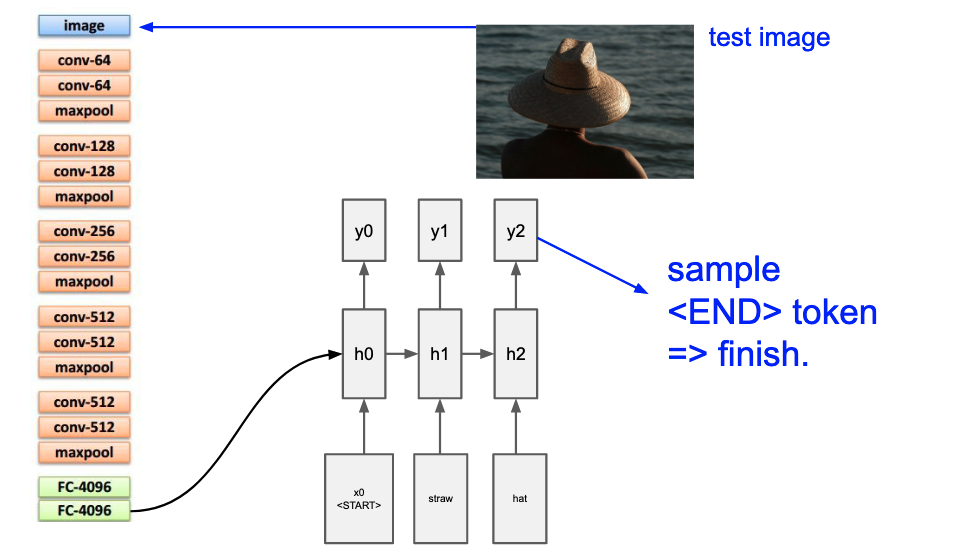 image
test image
conv-64
conv-64
maxpool
conv-128
conv-128
maxpool
conv-256
conv-256
maxpool
conv-512
conv-512
maxpool
conv-512
conv-512
maxpool
FC-4096
FC-4096
y0
y1
y2
sample
<END> token
=> finish.
h0
h1
h2
x0
<START>
straw
hat